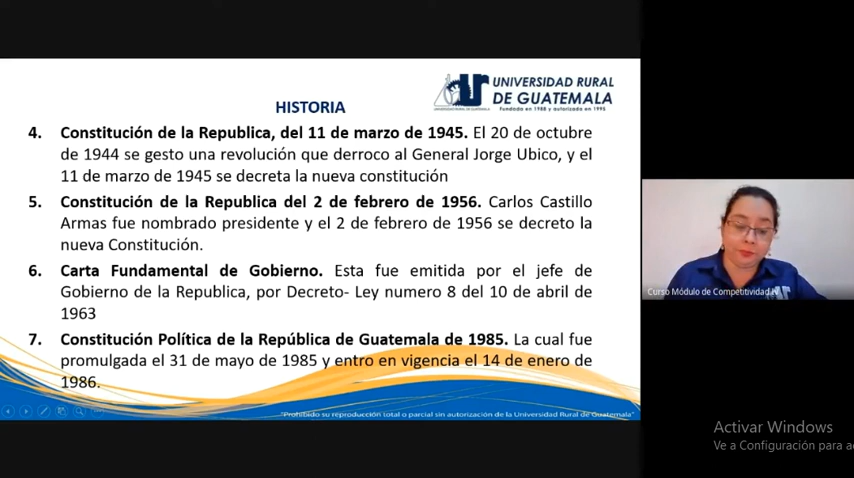 UNIVERSIDAD RURAL
DE GUATEMALA
Fundada en 1988 y autorizada en 1995
HISTORIA
4. Constitución de la Republica, del 11 de marzo de 1945. El 20 de octubre
de 1944 se gesto una revolución que derroco al General Jorge Ubico, y el
11 de marzo de 1945 se decreta la nueva constitución
5. Constitución de la Republica del 2 de febrero de 1956. Carlos Castillo
Armas fue nombrado presidente y el 2 de febrero de 1956 se decreto la
nueva Constitución.
6. Carta Fundamental de Gobierno. Esta fue emitida por el jefe de
Gobierno de la Republica, por Decreto- Ley numero 8 del 10 de abril de
1963
7. Constitución Política de la República de Guatemala de 1985. La cual fue
promulgada el 31 de mayo de 1985 y entro en vigencia el 14 de enero de
1986.
"Prohibido su reproducción total o parcial sin autorización de la Universidad Rural de Guatemala"
Curso Módulo de Competitividad IV
Activar Windows
Ve a Configuración para a